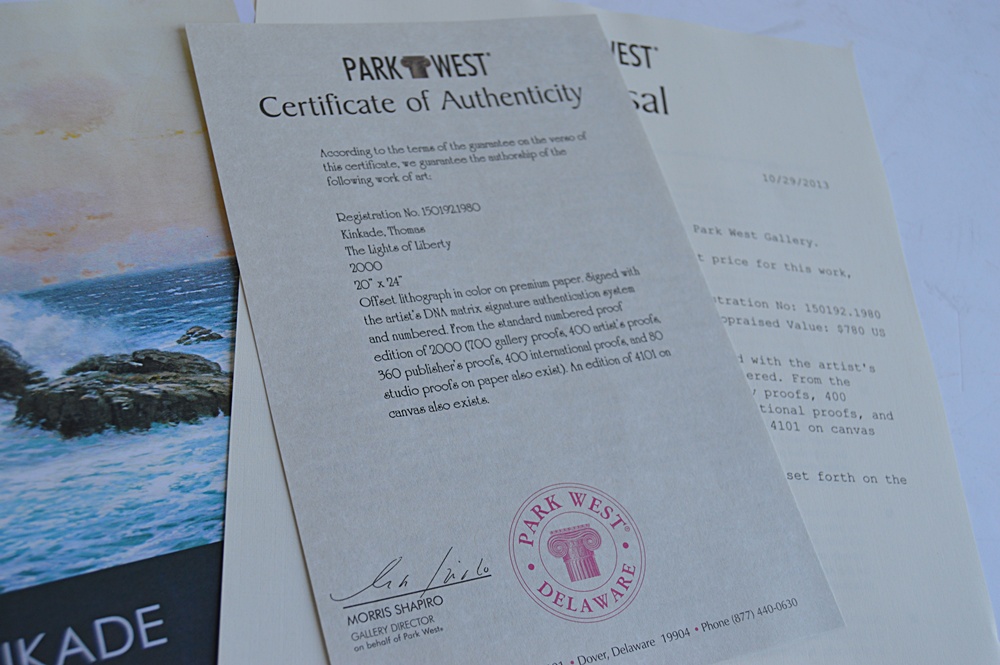 PARK WEST®
Certificate of Authenticity
According to the terms of the guarantee on the verso of
this certificate, we guarantee the authorship of the
following work of art:
Registration No. 150192.1980
Kinkade, Thomas
The Lights of Liberty
2000
20" x 24"
Offset lithograph in color on premium paper. Signed with
the artist's DNA matrix signature authentication system
and numbered. From the standard numbered proof
edition of 2000 (700 gallery proofs, 400 artist's proofs,
360 publisher's proofs, 400 international proofs, and 80
studio proofs on paper also exist). An edition of 4101 on
canvas also exists.
PARK WEST®
DELAWARE
MORRIS SHAPIRO
GALLERY DIRECTOR
on behalf of Park West®
• Dover, Delaware 19904 • Phone (877) 440-0630
VEST®
sal
10/29/2013
Park West Gallery.
t price for this work,
tration No: 150192.1980
ppraised Value: $780 US
d with the artist's
ered. From the
proofs, 400
tional proofs, and
4101 on canvas
set forth on the
NKADE